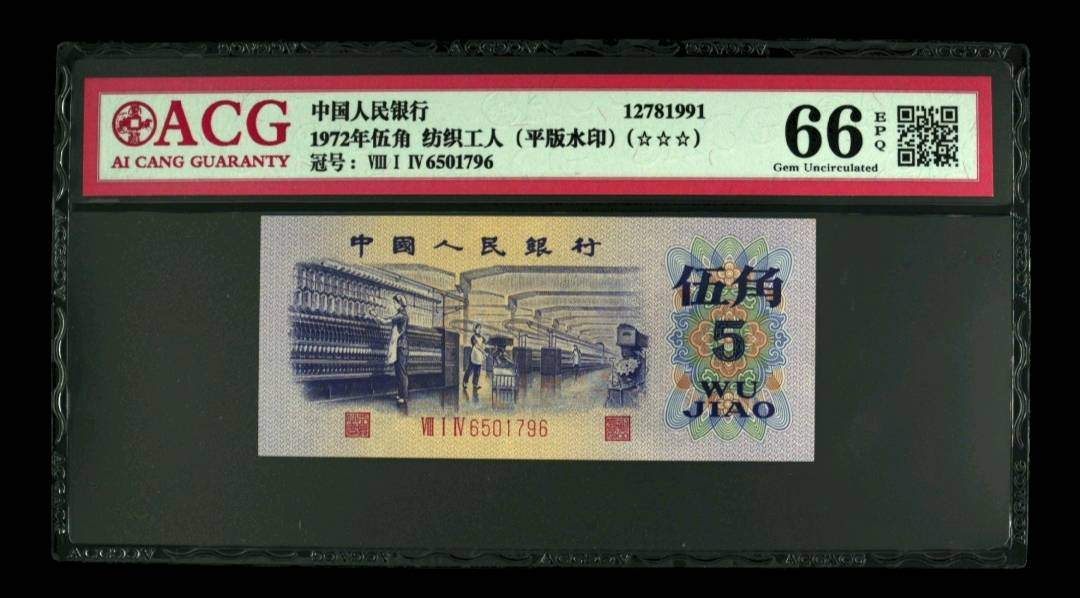 ACG
AI CANG GUARANTY
中国人民银行
12781991
1972年伍角 纺织工人（平版水印）(☆☆☆)
冠号：Ⅷ Ⅰ Ⅳ 6501796
66
EPQ
Gem Uncirculated
中國人民銀行
伍角
5
WU
JIAO
Ⅷ Ⅰ Ⅳ 6501796